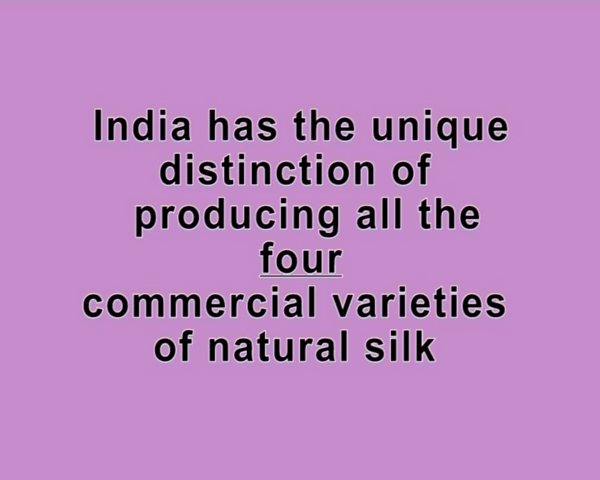 India has the unique
distinction of
producing all the
four
commercial varieties
of natural silk